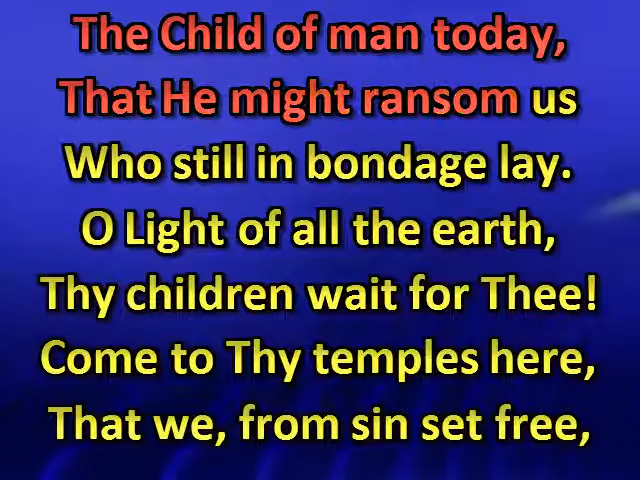 The Child of man today,
That He might ransom us
Who still in bondage lay.
O Light of all the earth,
Thy children wait for Thee!
Come to Thy temples here,
That we, from sin set free,